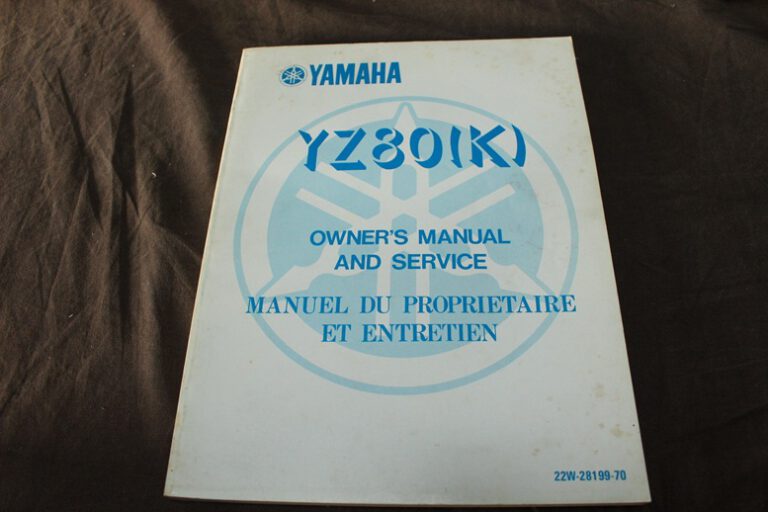 YAMAHA
YZ80(K)
OWNER'S MANUAL
AND SERVICE
MANUEL DU PROPRIETAIRE
ET ENTRETIEN
22W-28199-70